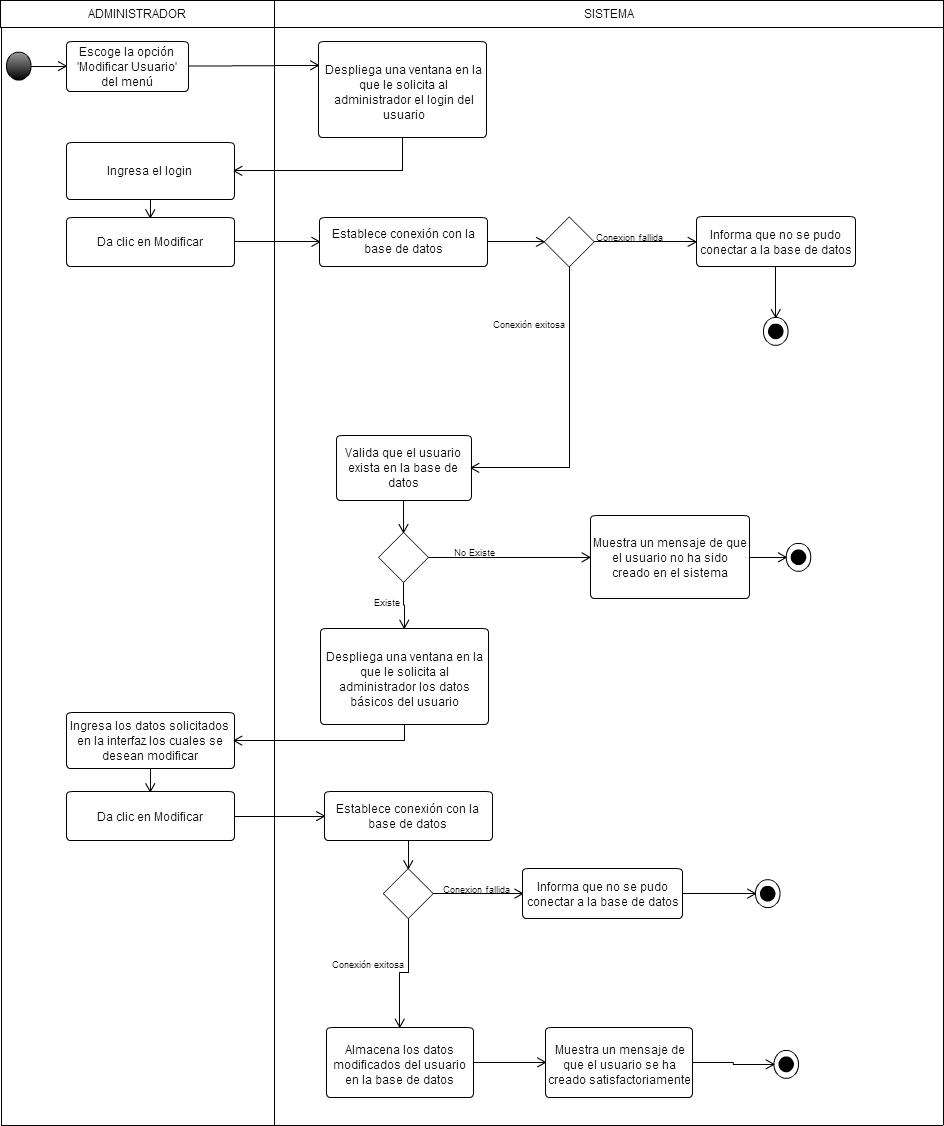 ADMINISTRADOR
SISTEMA
Escoge la opción
'Modificar Usuario'
del menú
Despliega una ventana en la
que le solicita al
administrador el login del
usuario
Ingresa el login
Da clic en Modificar
Establece conexión con la
base de datos
Conexion fallida
Informa que no se pudo
conectar a la base de datos
Conexión exitosa
Valida que el usuario
exista en la base de
datos
No Existe
Muestra un mensaje de que
el usuario no ha sido
creado en el sistema
Existe
Despliega una ventana en la
que le solicita al
administrador los datos
básicos del usuario
Ingresa los datos solicitados
en la interfaz los cuales se
desean modificar
Da clic en Modificar
Establece conexión con la
base de datos
Conexion fallida
Informa que no se pudo
conectar a la base de datos
Conexión exitosa
Almacena los datos
modificados del usuario
en la base de datos
Muestra un mensaje de
que el usuario se ha
creado satisfactoriamente